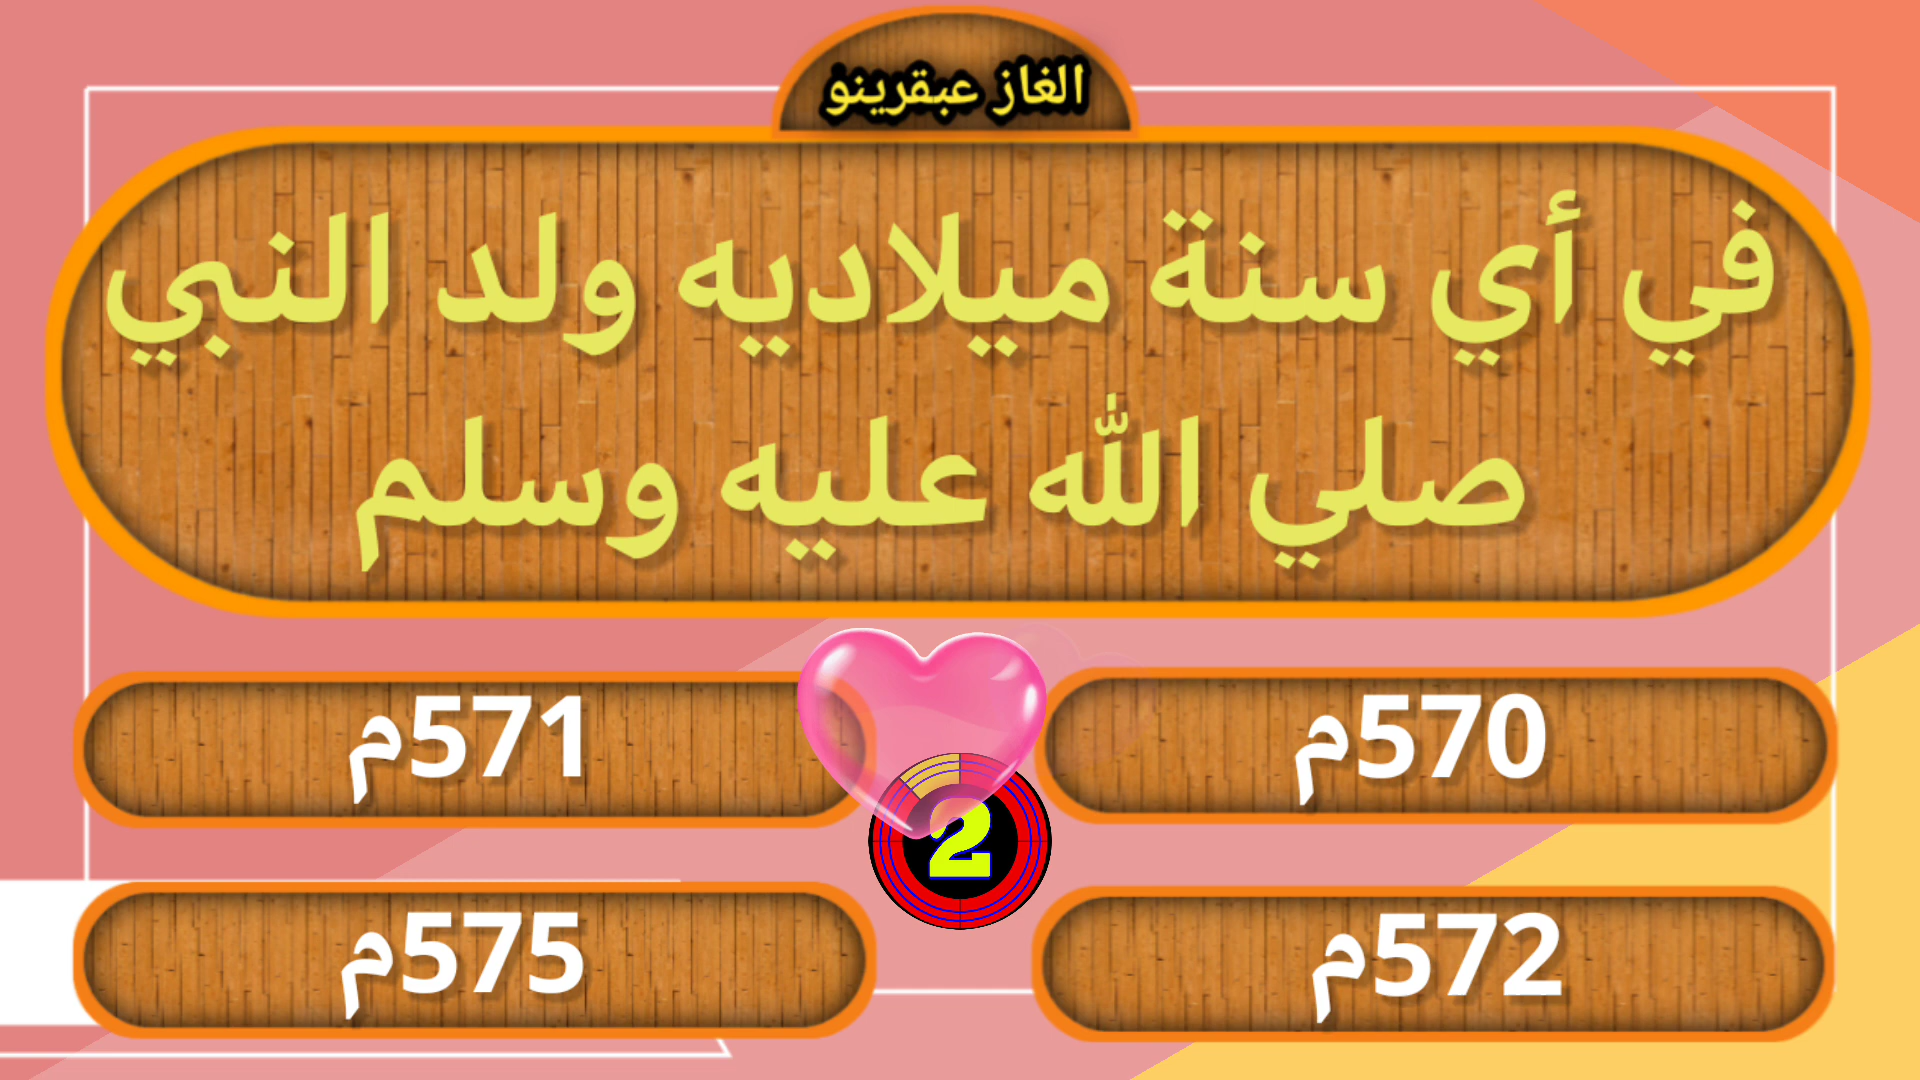 الغاز عبقرينو
في أي سنة ميلاديه ولد النبي
صلي الله عليه وسلم
570م
571م
2
572م
575م